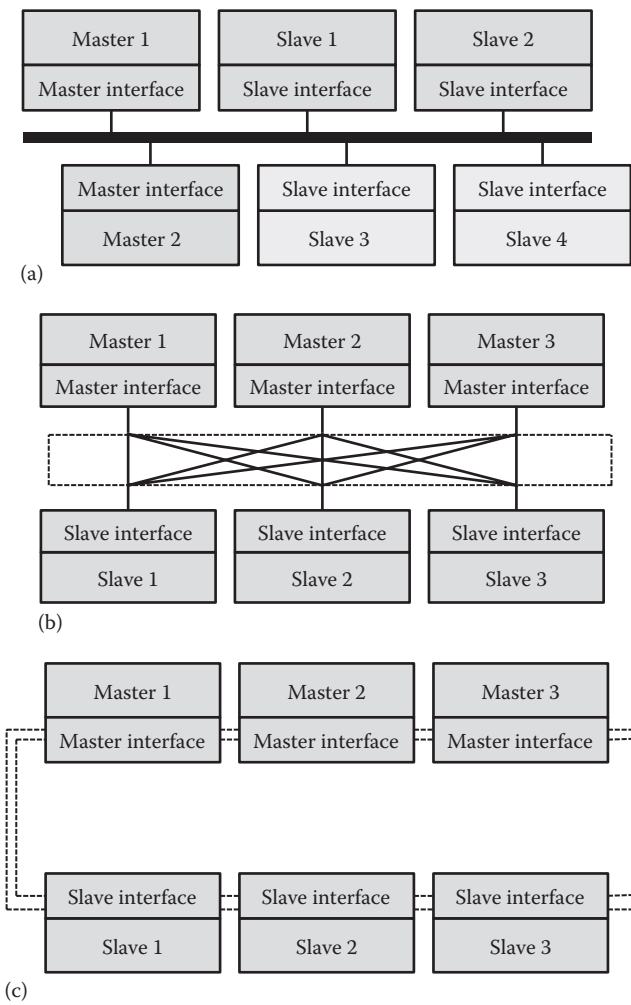 Master 1 Slave 1 Slave 2
Master interface Slave interface Slave interface
Master interface Slave interface Slave interface
Master 2 Slave 3 Slave 4
(a)
Master 1 Master 2 Master 3
Master interface Master interface Master interface
Slave interface Slave interface Slave interface
Slave 1 Slave 2 Slave 3
(b)
Master 1 Master 2 Master 3
Master interface Master interface Master interface
Slave interface Slave interface Slave interface
Slave 1 Slave 2 Slave 3
(c)